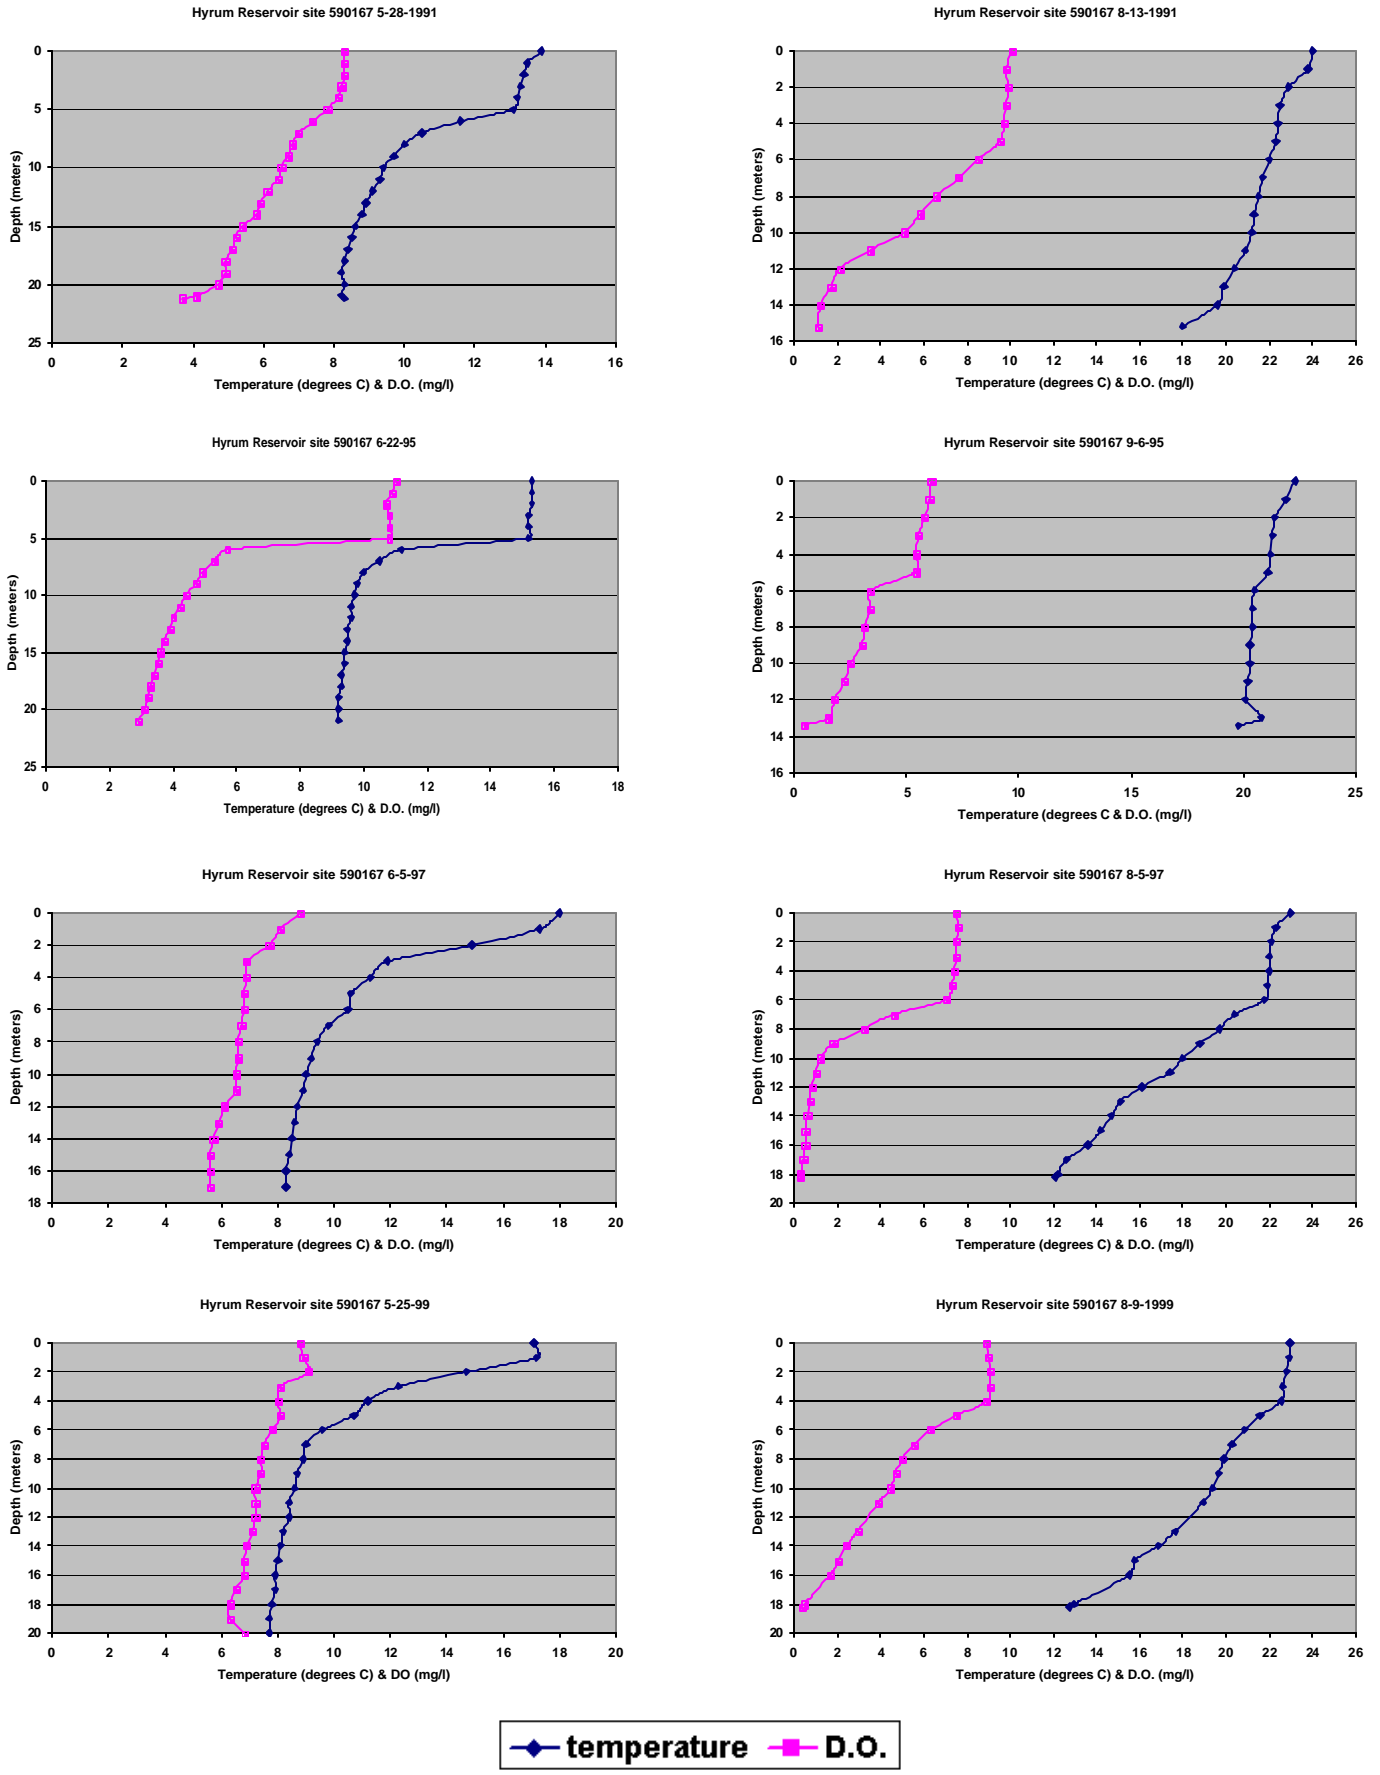 Hyrum Reservoir site 590167 5-28-1991
0
5
10
15
20
25
Depth (meters)
0 2 4 6 8 10 12 14 16
Temperature (degrees C) & D.O. (mg/l)
Hyrum Reservoir site 590167 8-13-1991
0
2
4
6
8
10
12
14
16
Depth (meters)
0 2 4 6 8 10 12 14 16 18 20 22 24 26
Temperature (degrees C) & D.O. (mg/l)
Hyrum Reservoir site 590167 6-22-95
0
5
10
15
20
25
Depth (meters)
0 2 4 6 8 10 12 14 16 18
Temperature (degrees C) & D.O. (mg/l)
Hyrum Reservoir site 590167 9-6-95
0
2
4
6
8
10
12
14
16
Depth (meters)
0 5 10 15 20 25
Temperature (degrees C & D.O. (mg/l)
Hyrum Reservoir site 590167 6-5-97
0
2
4
6
8
10
12
14
16
18
Depth (meters)
0 2 4 6 8 10 12 14 16 18 20
Temperature (degrees C) & D.O. (mg/l)
Hyrum Reservoir site 590167 8-5-97
0
2
4
6
8
10
12
14
16
18
20
Depth (meters)
0 2 4 6 8 10 12 14 16 18 20 22 24 26
Temperature (degrees C) & D.O. (mg/l)
Hyrum Reservoir site 590167 5-25-99
0
2
4
6
8
10
12
14
16
18
20
Depth (meters)
0 2 4 6 8 10 12 14 16 18 20
Temperature (degrees C) & DO (mg/l)
Hyrum Reservoir site 590167 8-9-1999
0
2
4
6
8
10
12
14
16
18
20
Depth (meters)
0 2 4 6 8 10 12 14 16 18 20 22 24 26
Temperature (degrees C) & D.O. (mg/l)
temperature D.O.